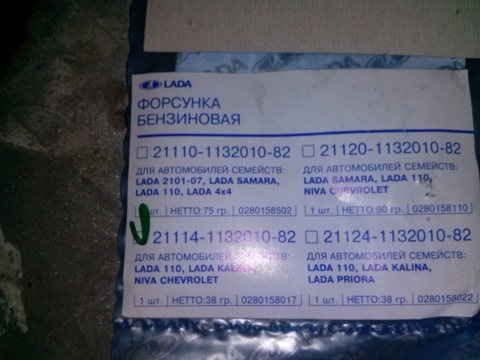 LADA
ФОРСУНКА
БЕНЗИНОВАЯ
21110-1132010-82
ДЛЯ АВТОМОБИЛЕЙ СЕМЕЙСТВ:
LADA 2101-07, LADA SAMARA,
LADA 110, LADA 4x4
1 шт. НЕТТО:75 гр. 0280158502
21120-1132010-82
ДЛЯ АВТОМОБИЛЕЙ СЕМЕЙСТВ:
LADA SAMARA, LADA 110,
NIVA CHEVROLET
1 шт. НЕТТО:90 гр. 0280158110
21114-1132010-82
ДЛЯ АВТОМОБИЛЕЙ СЕМЕЙСТВ:
LADA 110, LADA KALINA,
NIVA CHEVROLET
1 шт. НЕТТО:38 гр. 0280158017
21124-1132010-82
ДЛЯ АВТОМОБИЛЕЙ СЕМЕЙСТВ:
LADA 110, LADA KALINA,
LADA PRIORA
1 шт. НЕТТО:38 гр. 0280158022